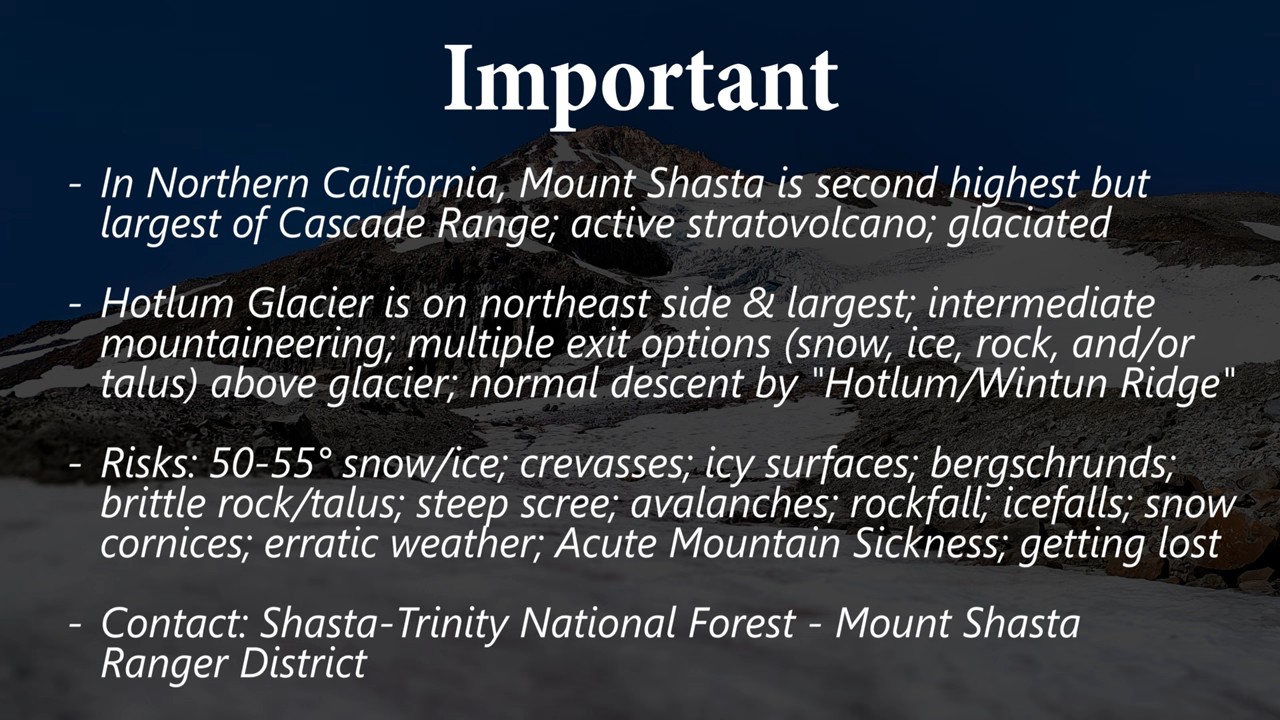 Important
- In Northern California, Mount Shasta is second highest but
largest of Cascade Range; active stratovolcano; glaciated
- Hotlum Glacier is on northeast side & largest; intermediate
mountaineering; multiple exit options (snow, ice, rock, and/or
talus) above glacier; normal descent by "Hotlum/Wintun Ridge"
- Risks: 50-55° snow/ice; crevasses; icy surfaces; bergschrunds;
brittle rock/talus; steep scree; avalanches; rockfall; icefalls; snow
cornices; erratic weather; Acute Mountain Sickness; getting lost
- Contact: Shasta-Trinity National Forest - Mount Shasta
Ranger District